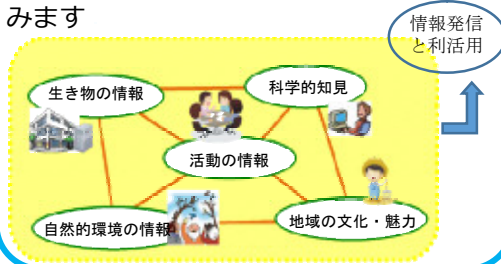 みます
情報発信
と利活用
生き物の情報
科学的知見
活動の情報
自然的環境の情報
地域の文化・魅力